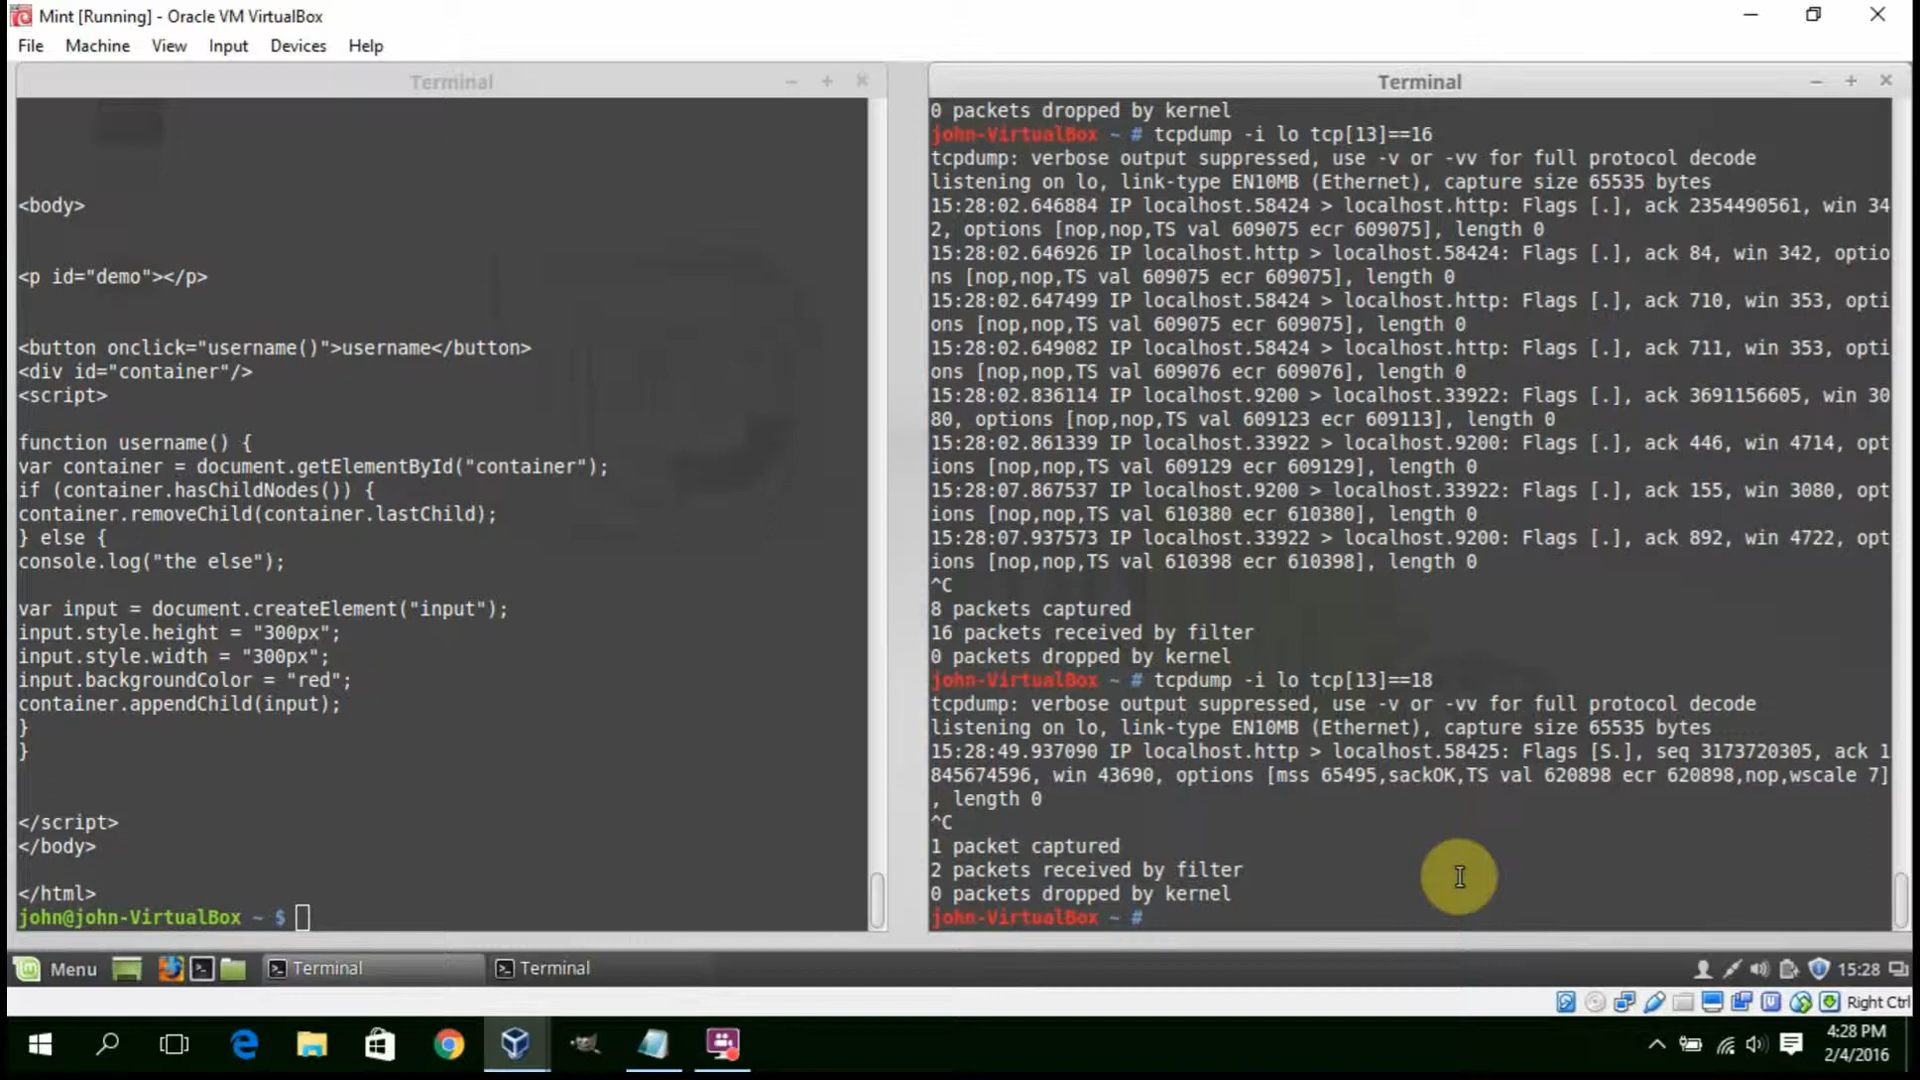 Mint [Running] - Oracle VM VirtualBox
File Machine View Input Devices Help
Terminal
<body>
<p id="demo"></p>
<button onclick="username()">username</button>
<div id="container"/>
<script>
function username() {
var container = document.getElementById("container");
if (container.hasChildNodes()) {
container.removeChild(container.lastChild);
} else {
console.log("the else");
var input = document.createElement("input");
input.style.height = "300px";
input.style.width = "300px";
input.backgroundColor = "red";
container.appendChild(input);
}
}
</script>
</body>
</html>
john@john-VirtualBox ~ $
Terminal
0 packets dropped by kernel
john-VirtualBox ~ # tcpdump -i lo tcp[13]==16
tcpdump: verbose output suppressed, use -v or -vv for full protocol decode
listening on lo, link-type EN10MB (Ethernet), capture size 65535 bytes
15:28:02.646884 IP localhost.58424 > localhost.http: Flags [.], ack 2354490561, win 34
2, options [nop,nop,TS val 609075 ecr 609075], length 0
15:28:02.646926 IP localhost.http > localhost.58424: Flags [.], ack 84, win 342, optio
ns [nop,nop,TS val 609075 ecr 609075], length 0
15:28:02.647499 IP localhost.58424 > localhost.http: Flags [.], ack 710, win 353, opti
ons [nop,nop,TS val 609075 ecr 609075], length 0
15:28:02.649082 IP localhost.58424 > localhost.http: Flags [.], ack 711, win 353, opti
ons [nop,nop,TS val 609076 ecr 609076], length 0
15:28:02.836114 IP localhost.9200 > localhost.33922: Flags [.], ack 3691156605, win 30
80, options [nop,nop,TS val 609123 ecr 609113], length 0
15:28:02.861339 IP localhost.33922 > localhost.9200: Flags [.], ack 446, win 4714, opt
ions [nop,nop,TS val 609129 ecr 609129], length 0
15:28:07.867537 IP localhost.9200 > localhost.33922: Flags [.], ack 155, win 3080, opt
ions [nop,nop,TS val 610380 ecr 610380], length 0
15:28:07.937573 IP localhost.33922 > localhost.9200: Flags [.], ack 892, win 4722, opt
ions [nop,nop,TS val 610398 ecr 610398], length 0
^C
8 packets captured
16 packets received by filter
0 packets dropped by kernel
john-VirtualBox ~ # tcpdump -i lo tcp[13]==18
tcpdump: verbose output suppressed, use -v or -vv for full protocol decode
listening on lo, link-type EN10MB (Ethernet), capture size 65535 bytes
15:28:49.937090 IP localhost.http > localhost.58425: Flags [S.], seq 3173720305, ack 1
845674596, win 43690, options [mss 65495,sackOK,TS val 620898 ecr 620898,nop,wscale 7]
, length 0
^C
1 packet captured
2 packets received by filter
0 packets dropped by kernel
john-VirtualBox ~ #
Menu Terminal Terminal 15:28
Right Ctrl
4:28 PM
2/4/2016